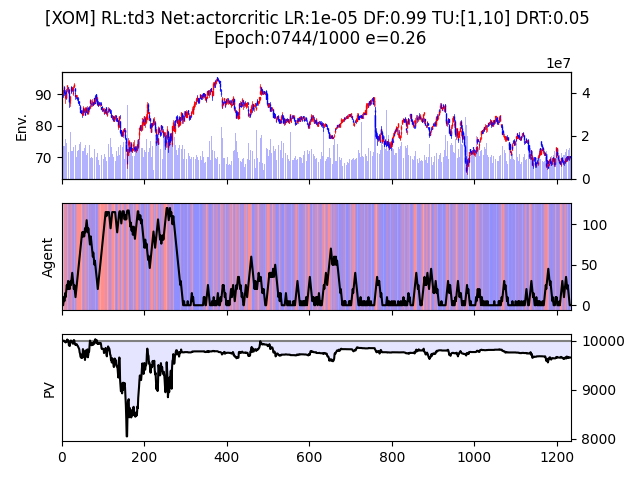 [XOM] RL:td3 Net:actorcritic LR:1e-05 DF:0.99 TU:[1,10] DRT:0.05
Epoch:0744/1000 e=0.26
1e7
90
80
70
Env.
4
2
0
Agent
100
50
0
PV
10000
9000
8000
0 200 400 600 800 1000 1200